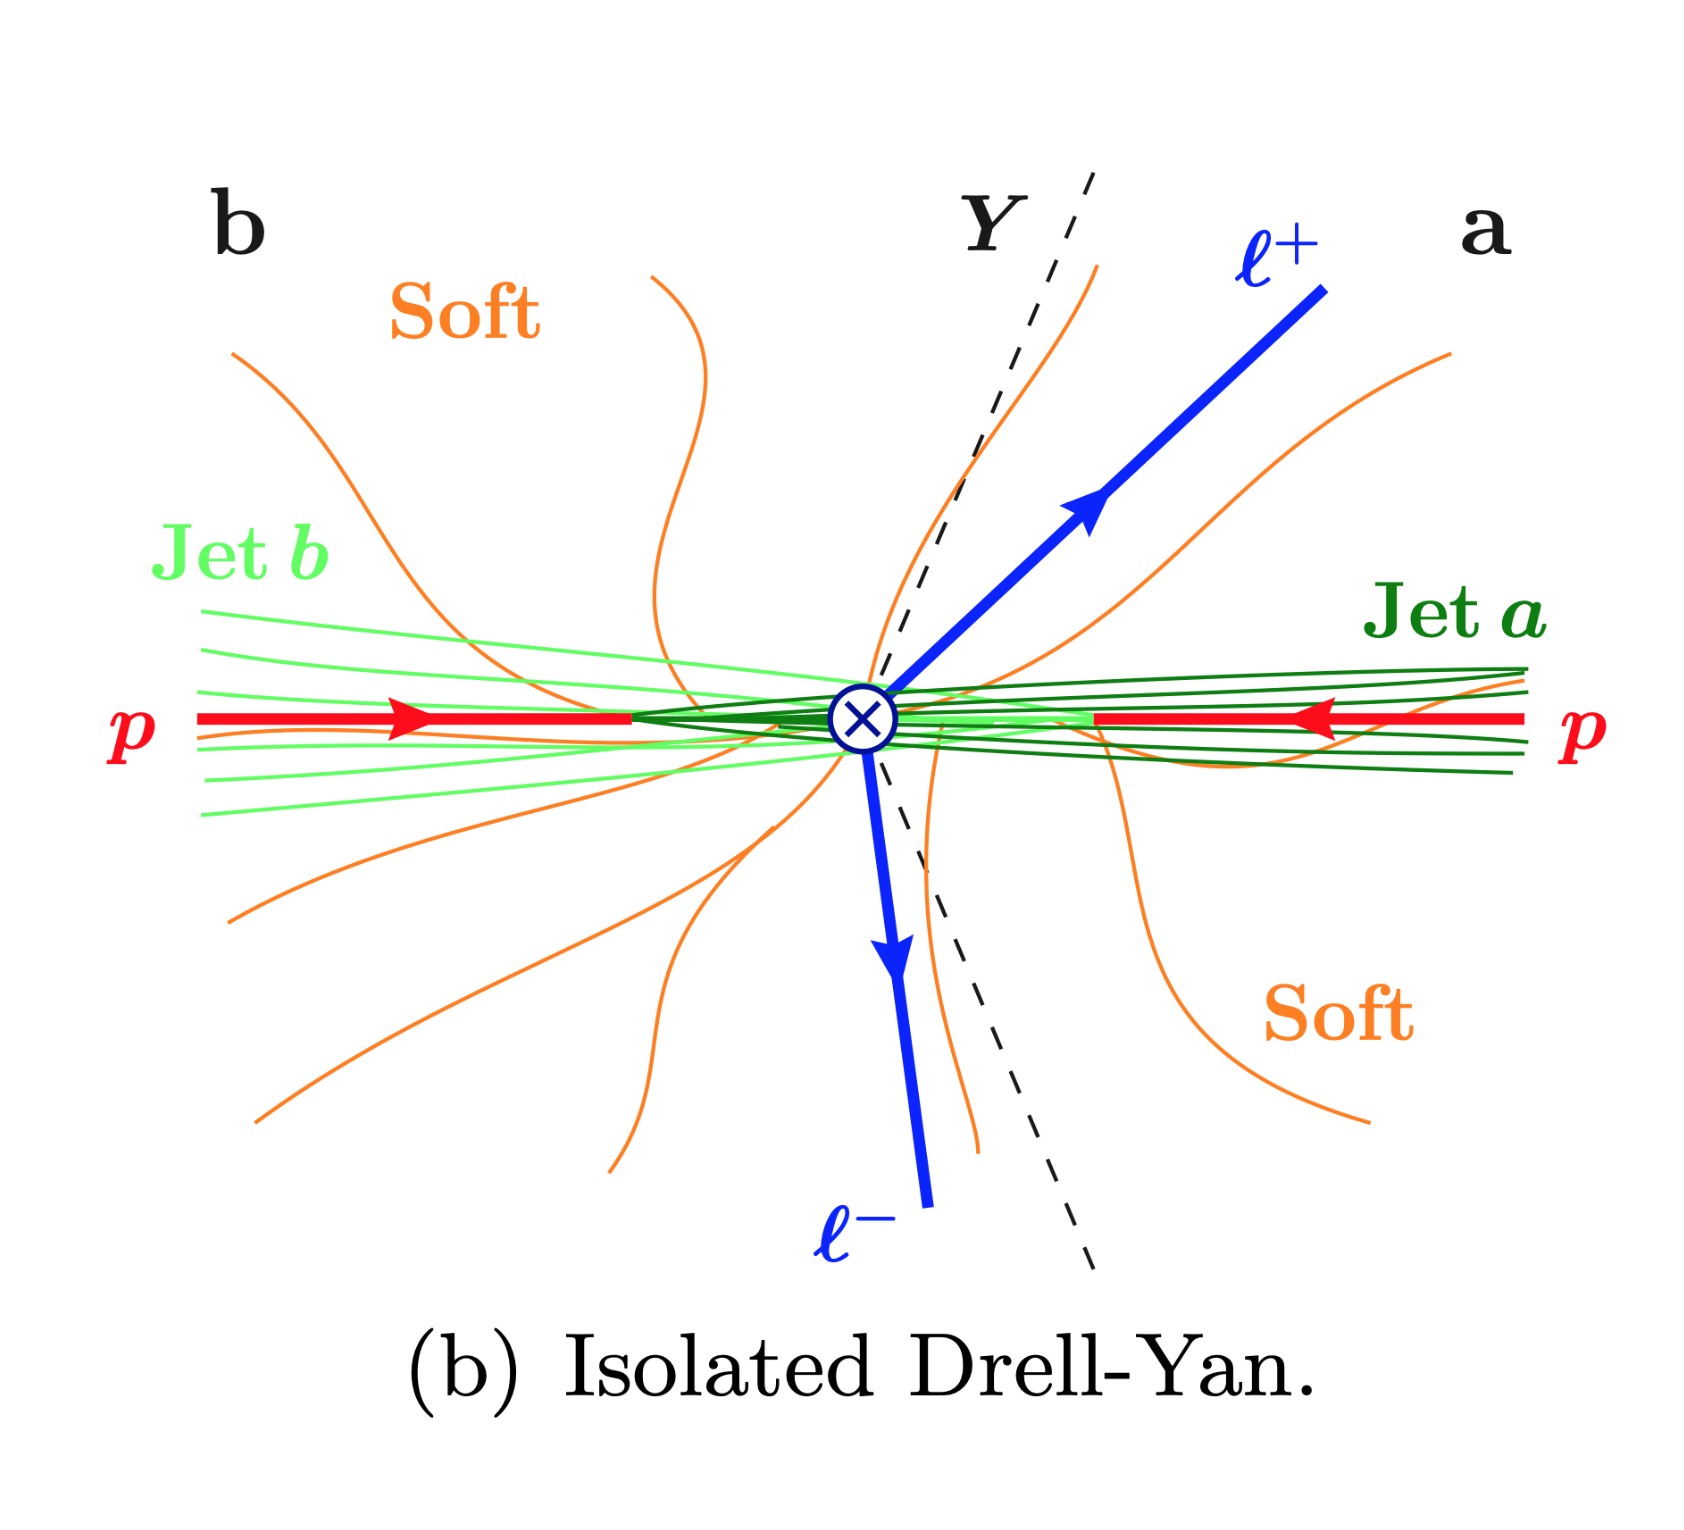 b
Y
ℓ⁺
a
Soft
Jet b
Jet a
p
p
Soft
ℓ⁻
(b) Isolated Drell-Yan.